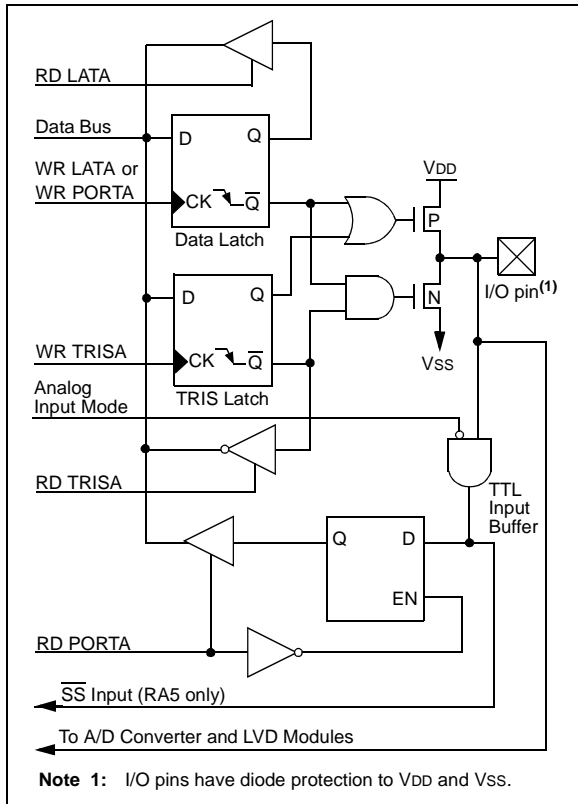 RD LATA
Data Bus
D Q
WR LATA or
WR PORTA
CK Q̅
Data Latch
VDD
P
I/O pin(1)
N
VSS
D Q
WR TRISA
CK Q̅
TRIS Latch
Analog
Input Mode
RD TRISA
TTL
Input
Buffer
Q D
EN
RD PORTA
S̅S̅ Input (RA5 only)
To A/D Converter and LVD Modules
Note 1: I/O pins have diode protection to VDD and VSS.